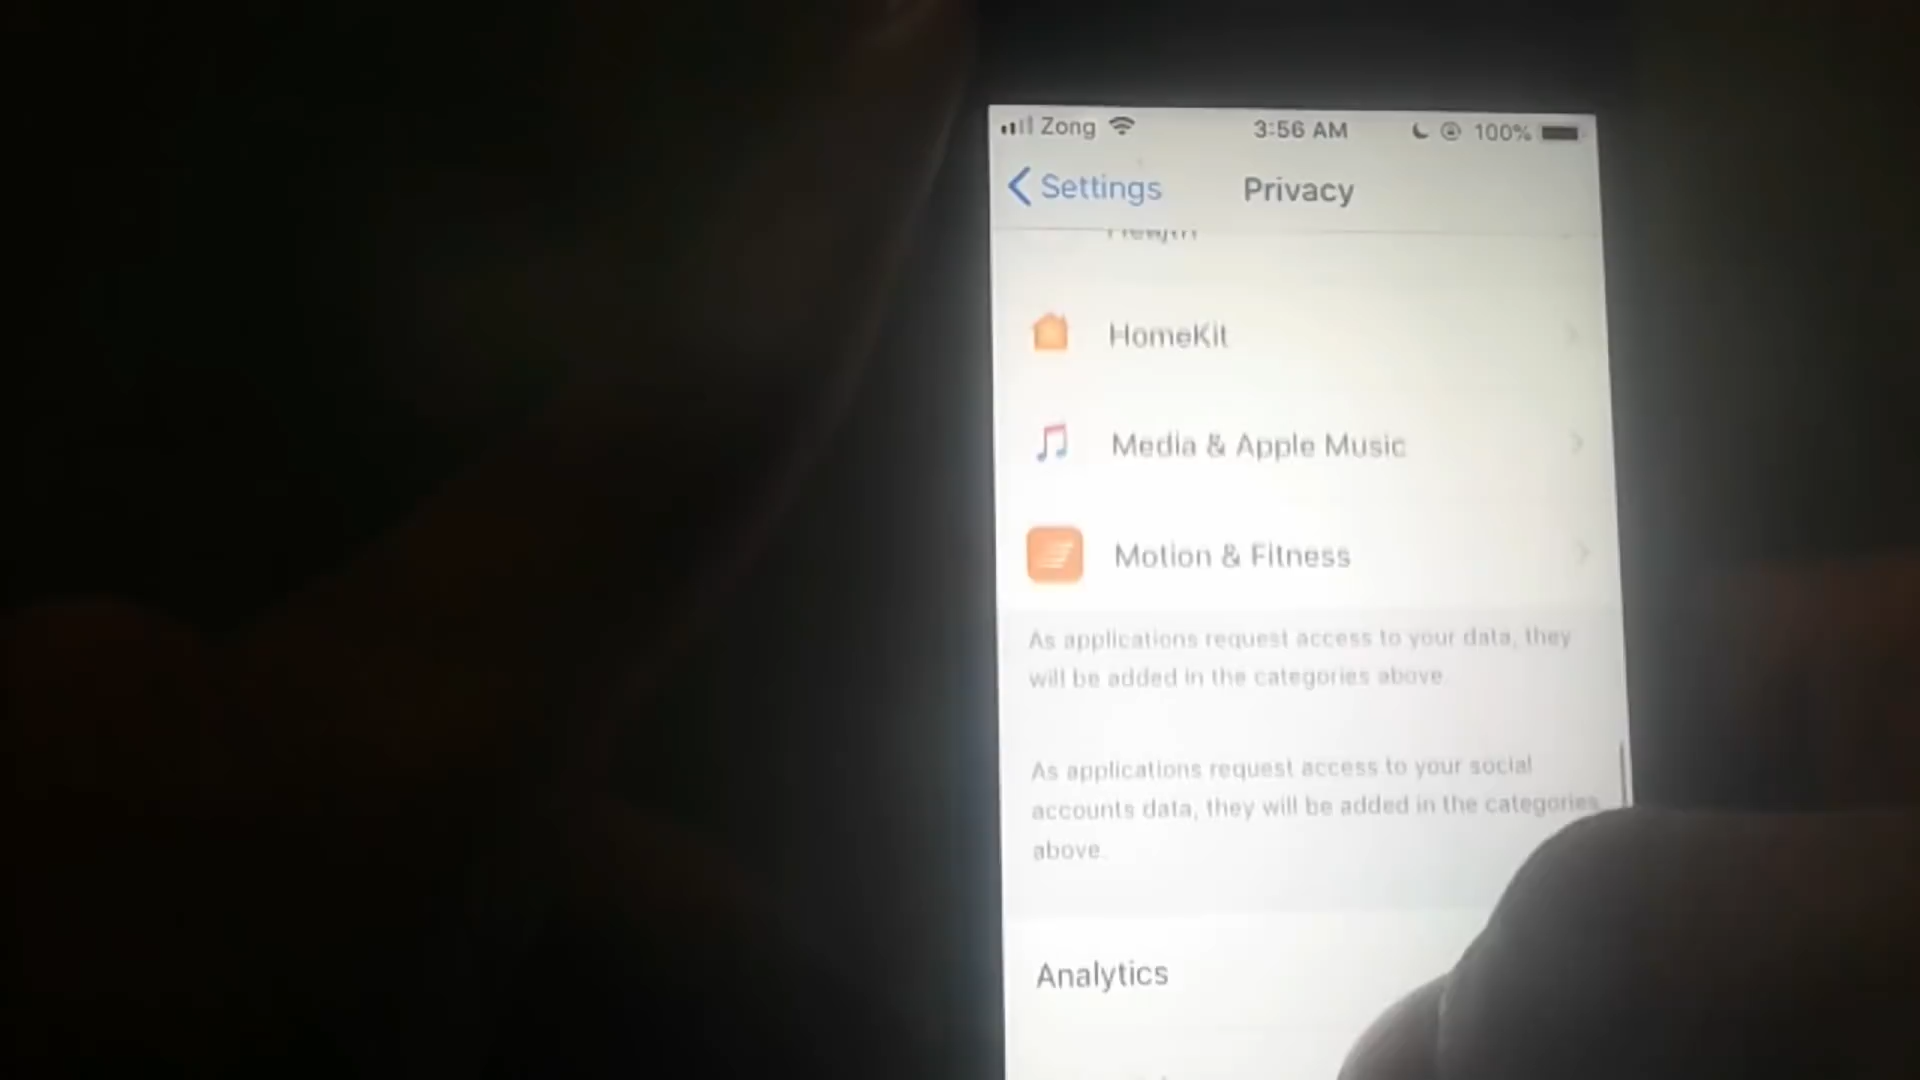 Zong 3:56 AM 100%
Settings Privacy
HomeKit
Media & Apple Music
Motion & Fitness
As applications request access to your data, they
will be added in the categories above.
As applications request access to your social
accounts data, they will be added in the categories
above.
Analytics